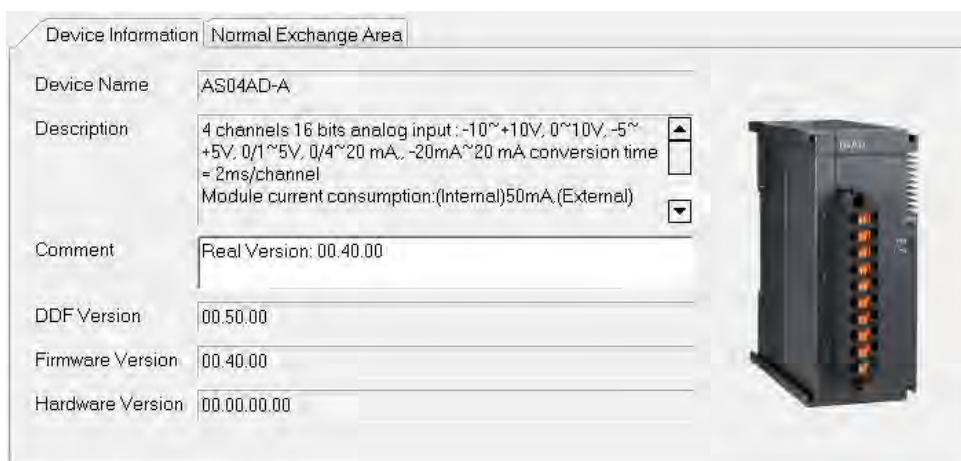 Device Information Normal Exchange Area
Device Name AS04AD-A
Description 4 channels 16 bits analog input : -10~+10V, 0~10V, -5~
+5V, 0/1~5V, 0/4~20 mA,, -20mA~20 mA conversion time
= 2ms/channel
Module current consumption:(Internal)50mA,(External)
Comment Real Version: 00.40.00
DDF Version 00.50.00
Firmware Version 00.40.00
Hardware Version 00.00.00.00